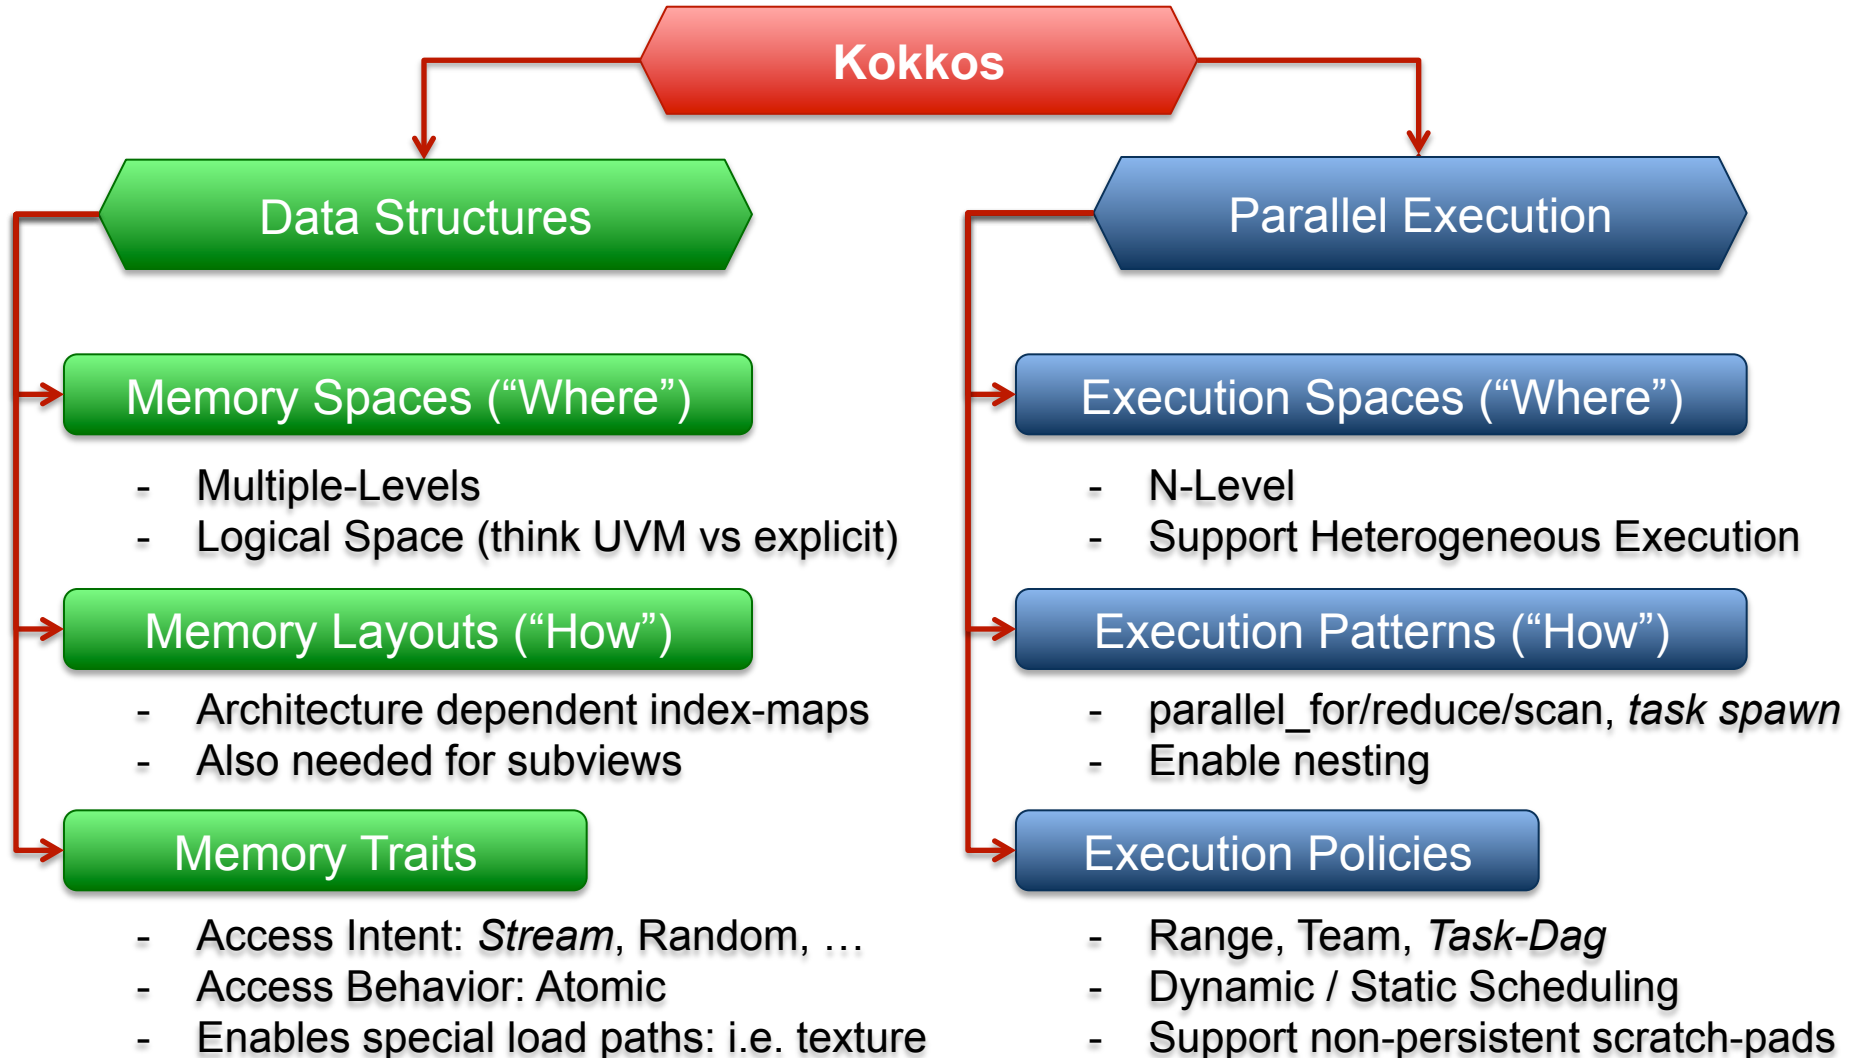 Kokkos
Data Structures
Memory Spaces (“Where”)
- Multiple-Levels
- Logical Space (think UVM vs explicit)
Memory Layouts (“How”)
- Architecture dependent index-maps
- Also needed for subviews
Memory Traits
- Access Intent: Stream, Random, …
- Access Behavior: Atomic
- Enables special load paths: i.e. texture
Parallel Execution
Execution Spaces (“Where”)
- N-Level
- Support Heterogeneous Execution
Execution Patterns (“How”)
- parallel_for/reduce/scan, task spawn
- Enable nesting
Execution Policies
- Range, Team, Task-Dag
- Dynamic / Static Scheduling
- Support non-persistent scratch-pads